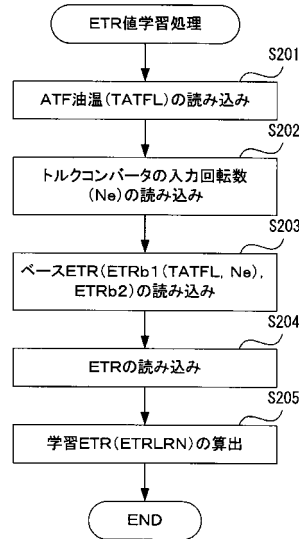 ETR値学習処理
S201
ATF油温(TATFL)の読み込み
S202
トルクコンバータの入力回転数
(Ne)の読み込み
S203
ベースETR(ETRb1(TATFL, Ne),
ETRb2)の読み込み
S204
ETRの読み込み
S205
学習ETR(ETRLRN)の算出
END